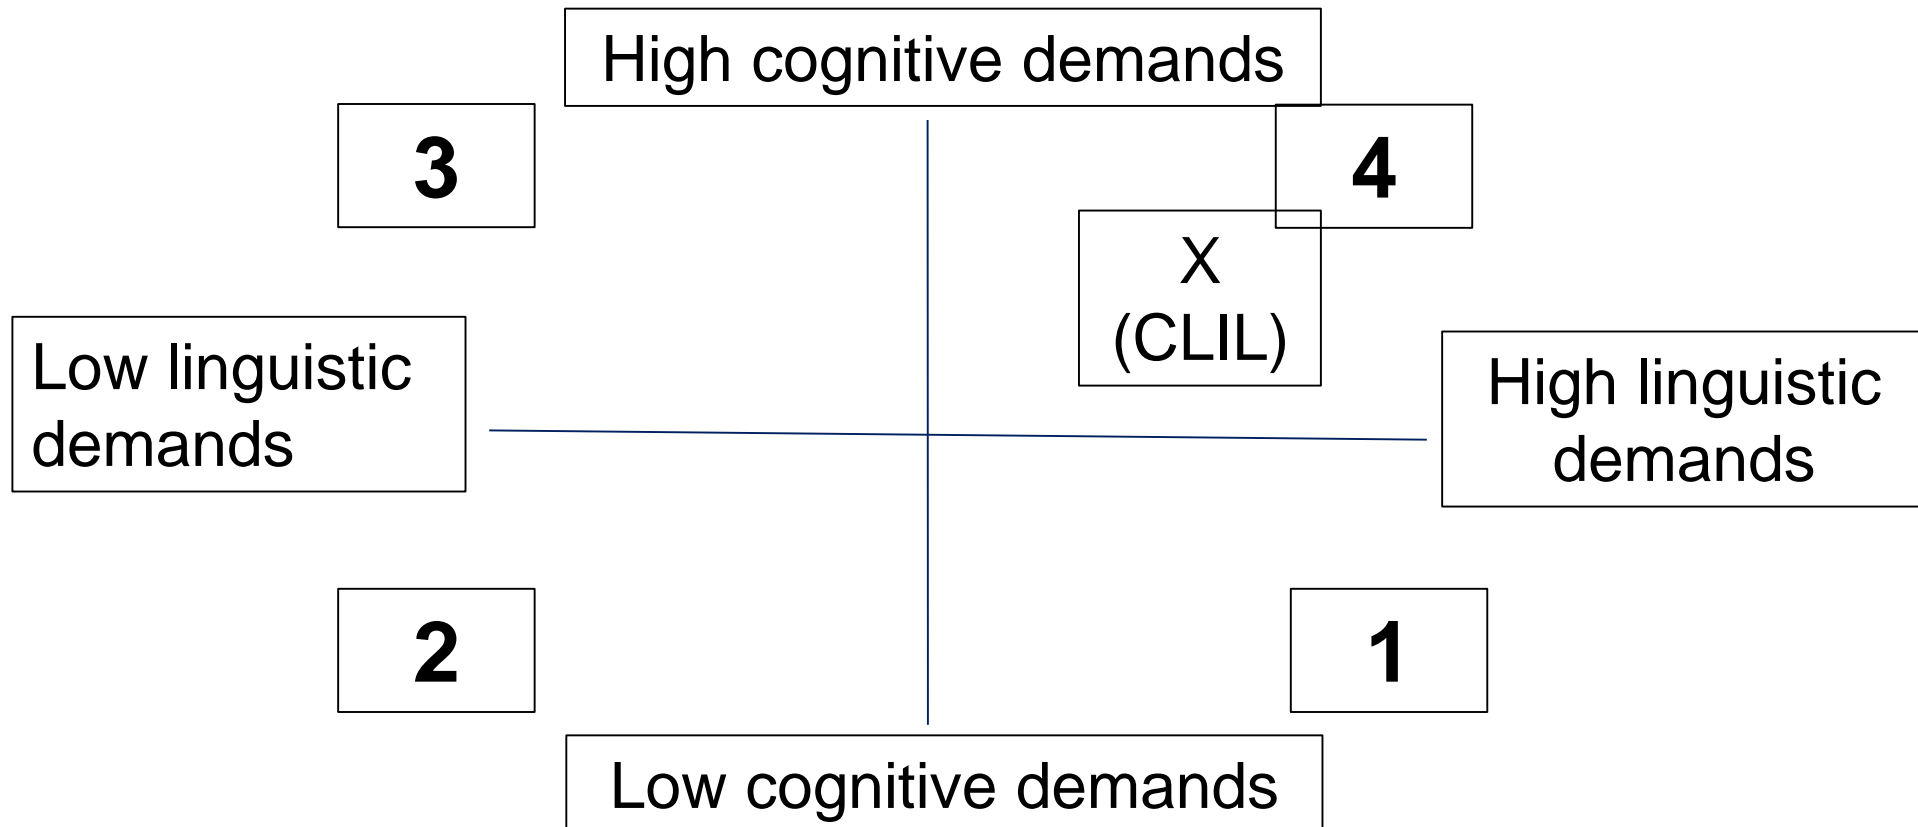 High cognitive demands
3
4
X
(CLIL)
Low linguistic
demands
High linguistic
demands
2
1
Low cognitive demands